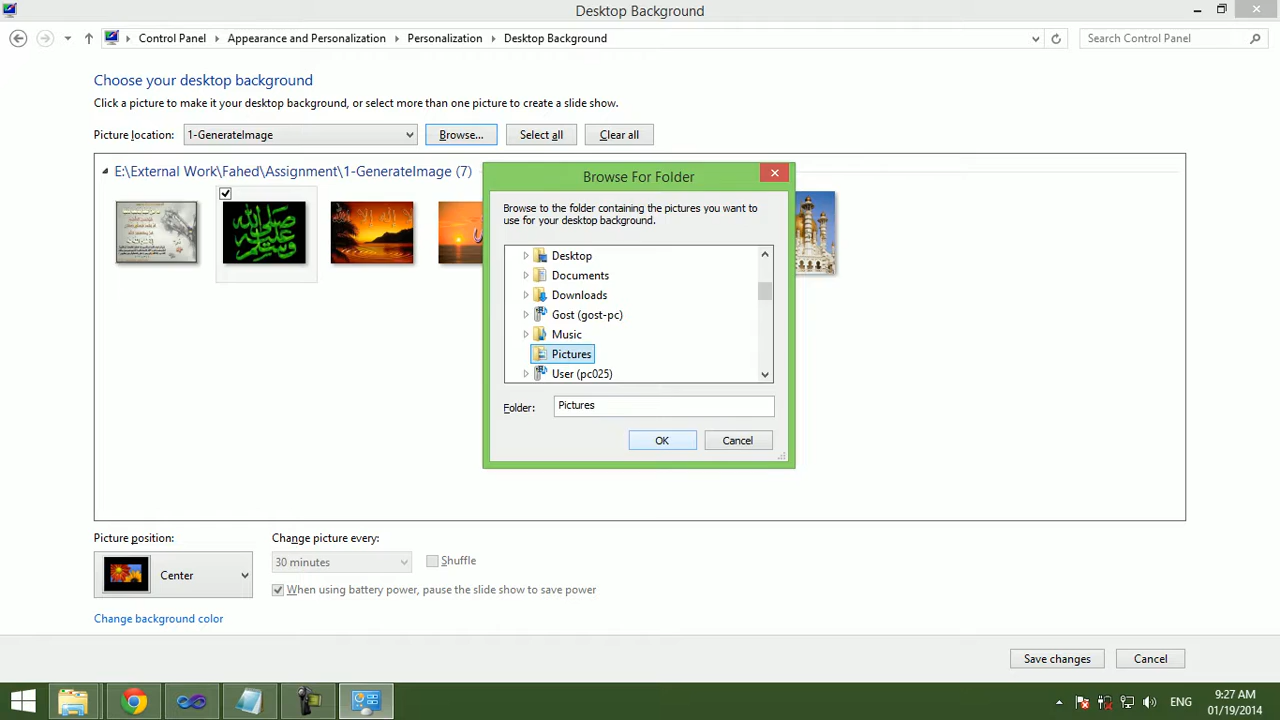 Desktop Background
Control Panel Appearance and Personalization Personalization Desktop Background Search Control Panel
Choose your desktop background
Click a picture to make it your desktop background, or select more than one picture to create a slide show.
Picture location: 1-GenerateImage Browse... Select all Clear all
E:\External Work\Fahed\Assignment\1-GenerateImage (7)
صلى الله عليه وسلم
Browse For Folder
Browse to the folder containing the pictures you want to
use for your desktop background.
Desktop
Documents
Downloads
Gost (gost-pc)
Music
Pictures
User (pc025)
Folder: Pictures
OK Cancel
Picture position: Change picture every:
Center 30 minutes Shuffle
When using battery power, pause the slide show to save power
Change background color
Save changes Cancel
ENG 9:27 AM
01/19/2014